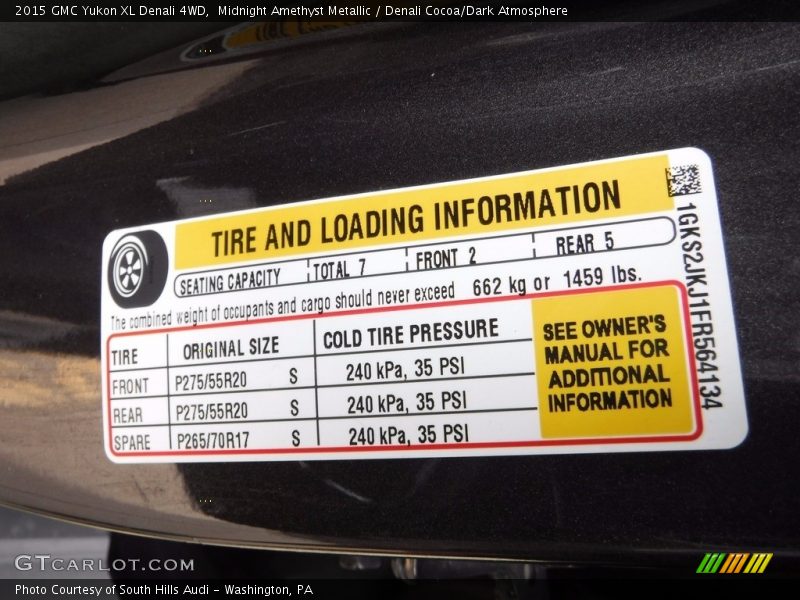 2015 GMC Yukon XL Denali 4WD,  Midnight Amethyst Metallic / Denali Cocoa/Dark Atmosphere
TIRE AND LOADING INFORMATION
SEATING CAPACITY TOTAL 7 FRONT 2 REAR 5
The combined weight of occupants and cargo should never exceed 662 kg or 1459 lbs.
TIRE ORIGINAL SIZE COLD TIRE PRESSURE
FRONT P275/55R20 S 240 kPa, 35 PSI
REAR P275/55R20 S 240 kPa, 35 PSI
SPARE P265/70R17 S 240 kPa, 35 PSI
SEE OWNER'S
MANUAL FOR
ADDITIONAL
INFORMATION
1GKS2JKJ1FR564134
GTCARLOT.COM
Photo Courtesy of South Hills Audi - Washington, PA